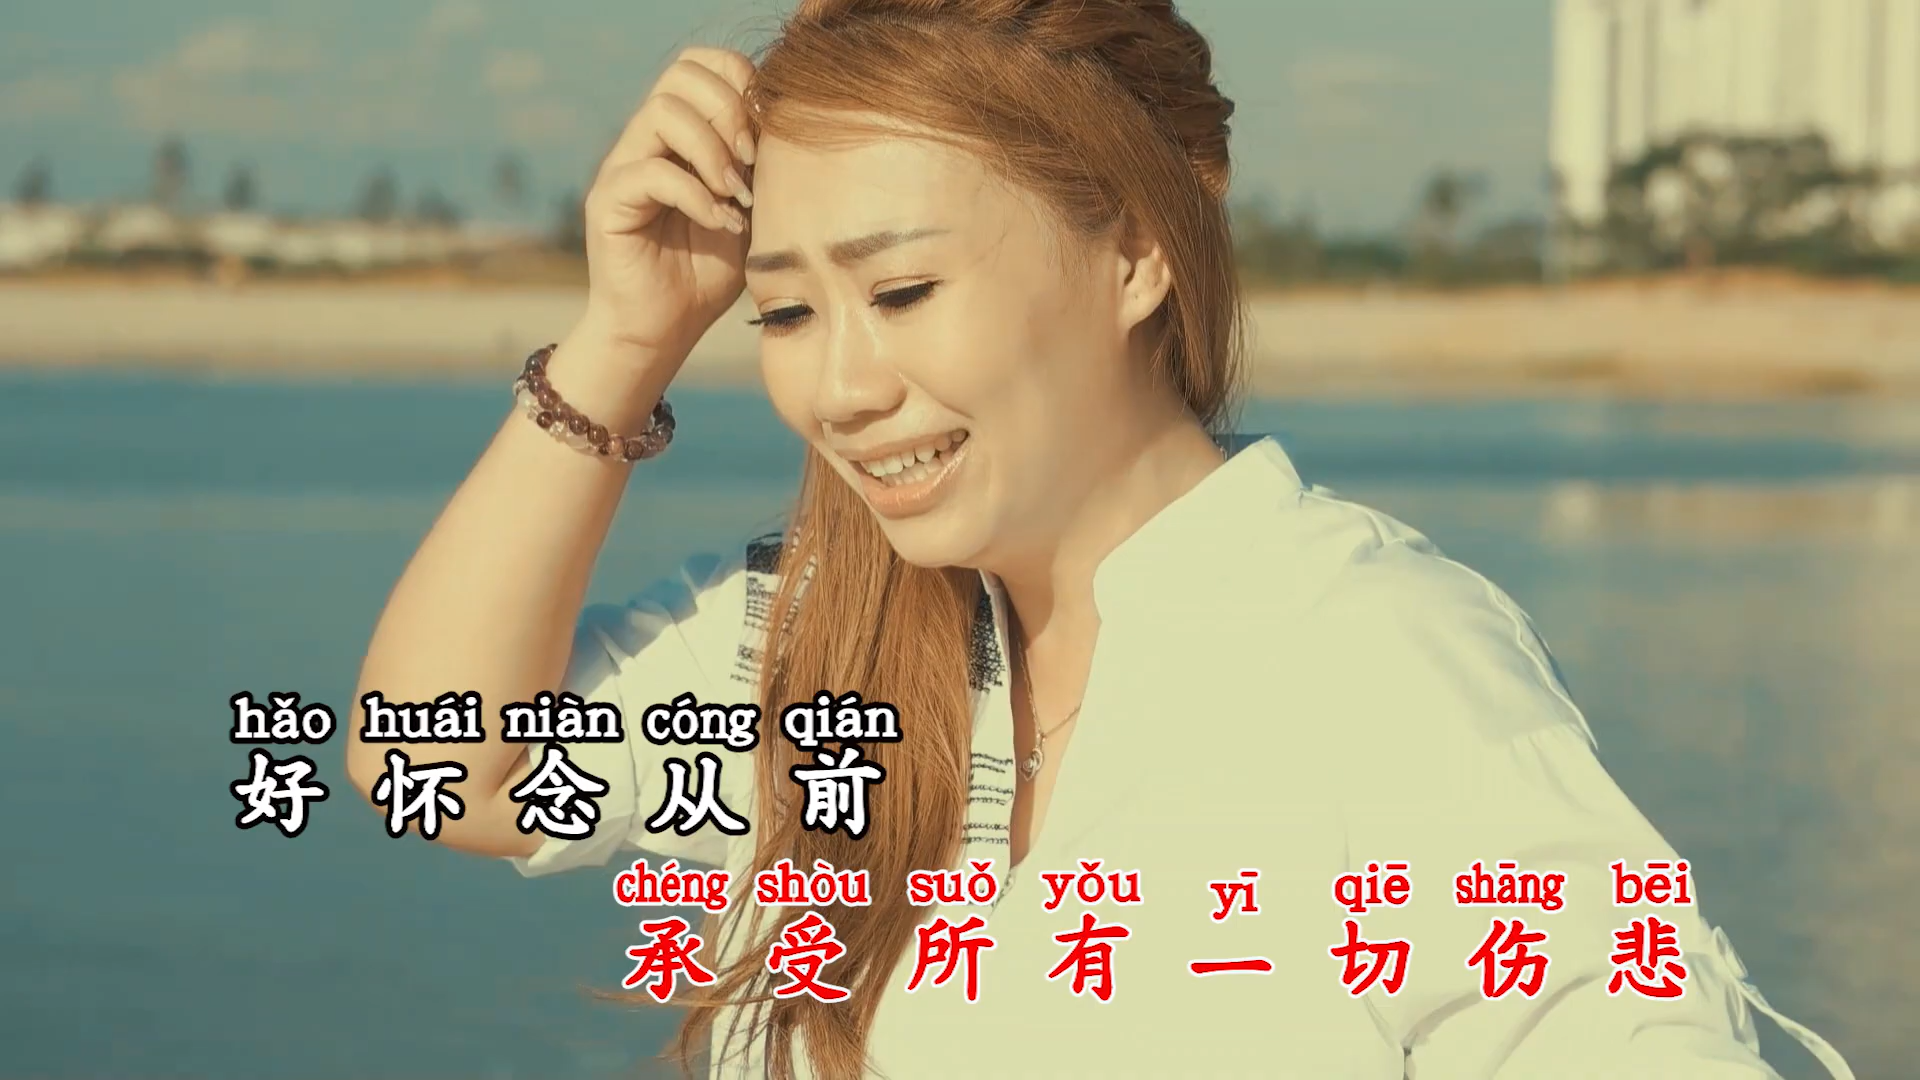 hǎo huái niàn cóng qián
好 怀 念 从 前
chéng shòu suǒ yǒu yī qiē shāng bēi
承 受 所 有 一 切 伤 悲